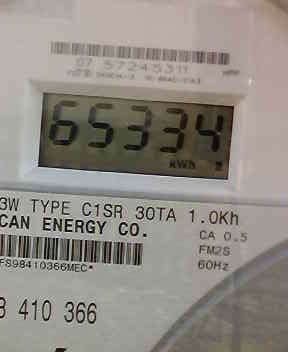 07 57245311
65334
kWh
3W TYPE C1SR 30TA 1.0Kh
CAN ENERGY CO.
CA 0.5
FM2S
60Hz
FS98410366MEC*
8 410 366